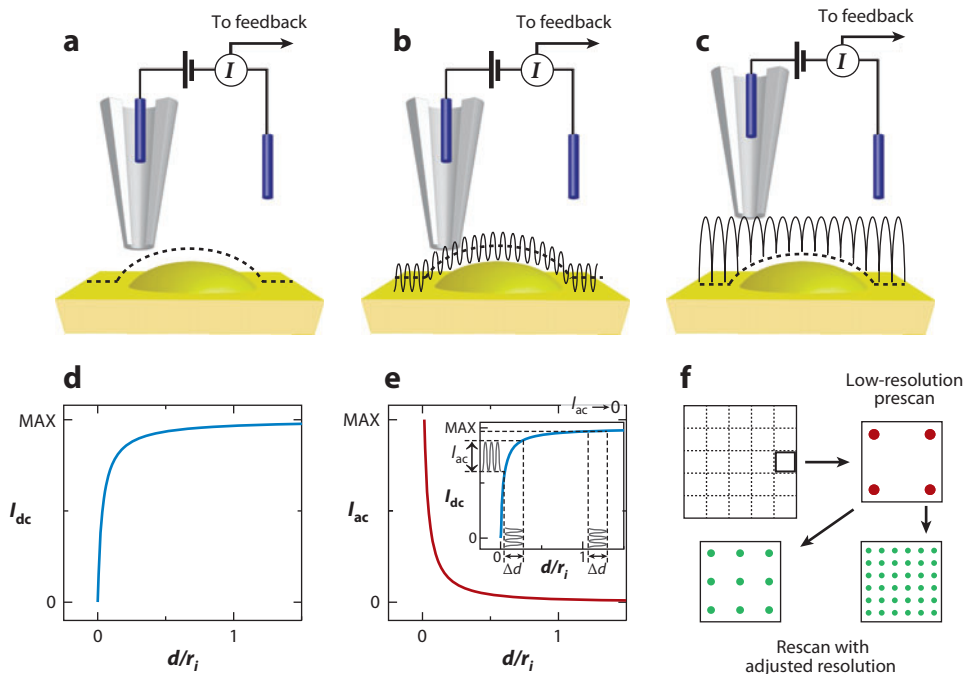 a
To feedback
I
b
To feedback
I
c
To feedback
I
d
MAX
I_dc
0
0
1
d/r_i
e
MAX
I_ac
0
0
1
d/r_i
I_ac → 0
MAX
I_ac
I_dc
0
0
1
Δd
d/r_i
Δd
f
Low-resolution
prescan
Rescan with
adjusted resolution